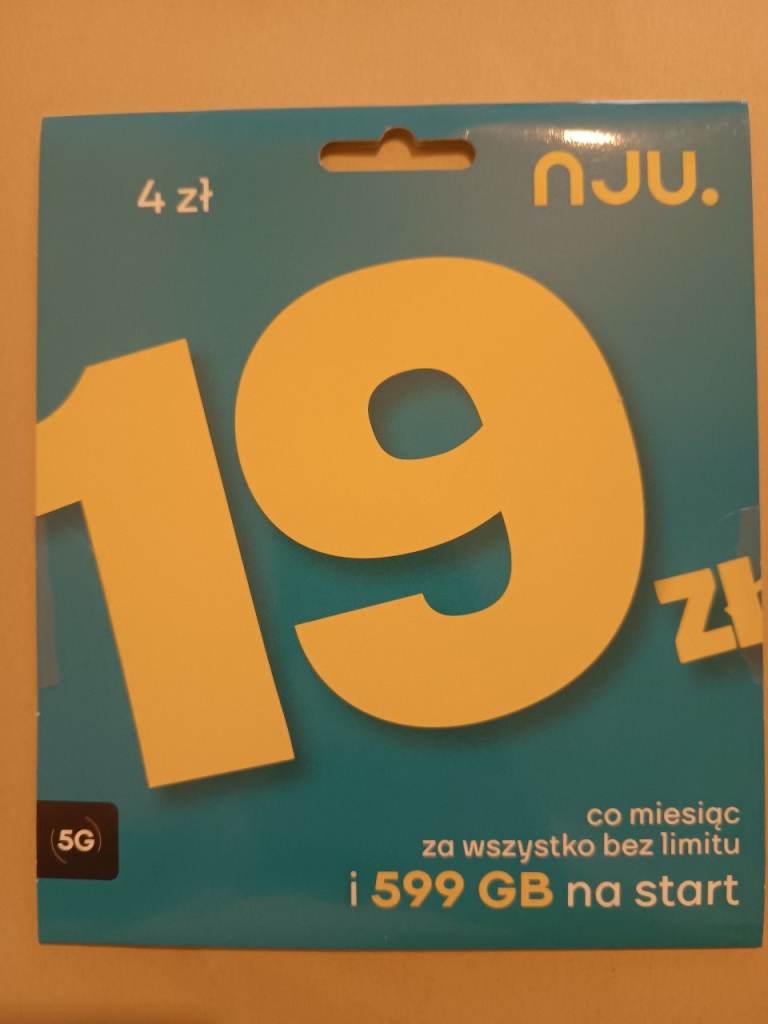 4 zł
nju.
19
zł
5G
co miesiąc
za wszystko bez limitu
i 599 GB na start